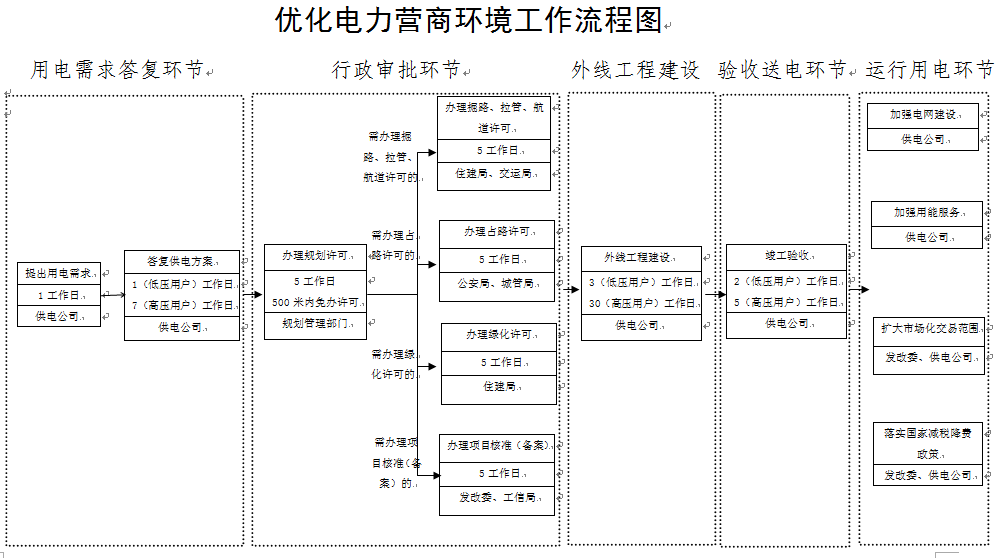 优化电力营商环境工作流程图
用电需求答复环节
行政审批环节
外线工程建设
验收送电环节
运行用电环节
提出用电需求
1 工作日
供电公司
答复供电方案
1（低压用户）工作日
7（高压用户）工作日
供电公司
办理规划许可
5 工作日
500 米内免办许可
规划管理部门
需办理掘
路、拉管、
航道许可的
办理掘路、拉管、航
道许可
5 工作日
住建局、交运局
需办理占
路许可的
办理占路许可
5 工作日
公安局、城管局
需办理绿
化许可的
办理绿化许可
5 工作日
住建局
需办理项
目核准（备
案）的
办理项目核准（备案）
5 工作日
发改委、工信局
外线工程建设
3（低压用户）工作日
30（高压用户）工作日
供电公司
竣工验收
2（低压用户）工作日
5（高压用户）工作日
供电公司
加强电网建设
供电公司
加强用能服务
供电公司
扩大市场化交易范围
发改委、供电公司
落实国家减税降费
政策
发改委、供电公司